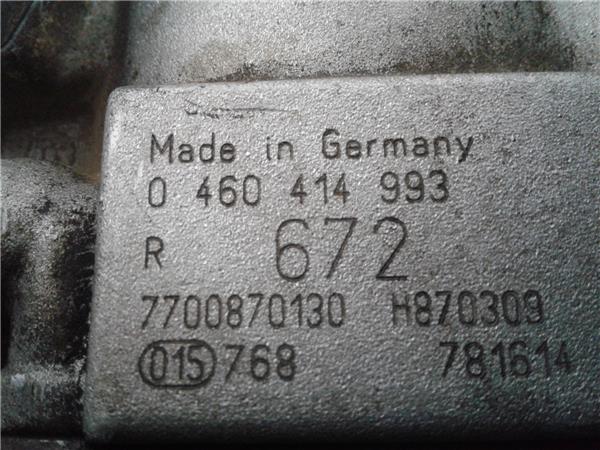 Made in Germany
0 460 414 993
R 672
7700870130 H870309
015 768 781614